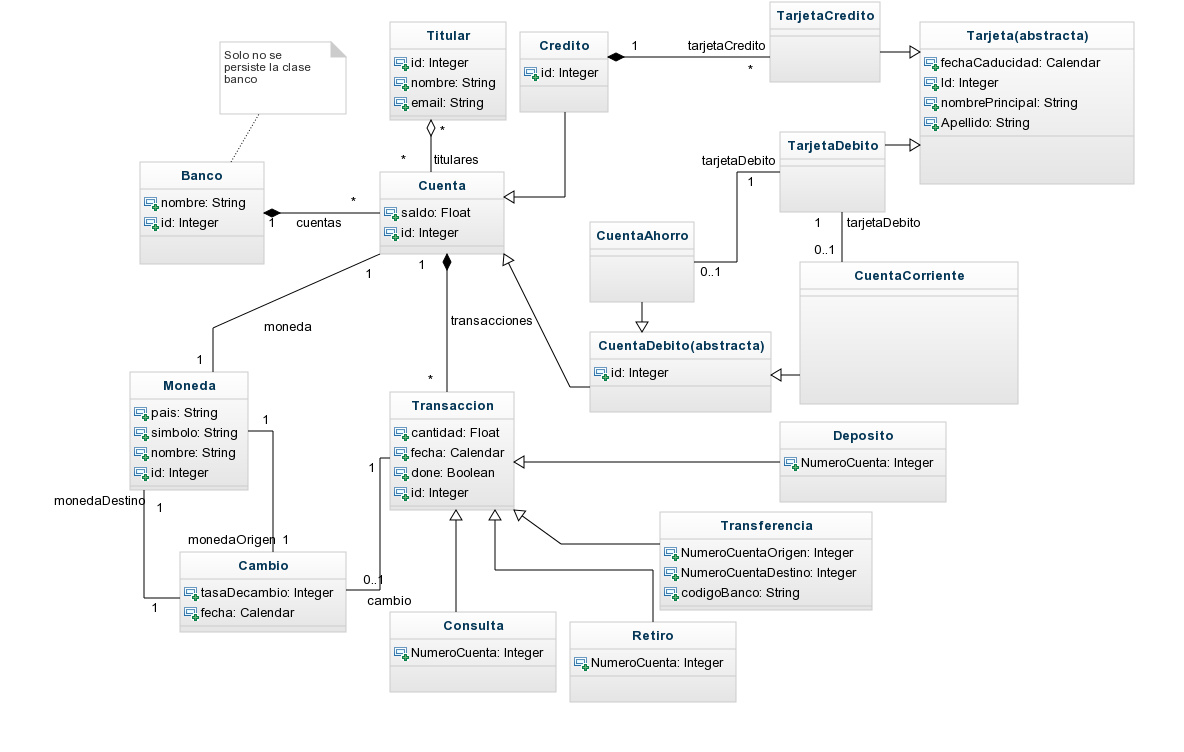 Solo no se
persiste la clase
banco
Titular
id: Integer
nombre: String
email: String
Credito
id: Integer
1
tarjetaCredito
*
TarjetaCredito
Tarjeta(abstracta)
fechaCaducidad: Calendar
Id: Integer
nombrePrincipal: String
Apellido: String
*
*
titulares
Banco
nombre: String
id: Integer
1
cuentas
*
Cuenta
saldo: Float
id: Integer
TarjetaDebito
tarjetaDebito
1
1
tarjetaDebito
0..1
CuentaAhorro
0..1
CuentaCorriente
1
moneda
1
1
transacciones
*
CuentaDebito(abstracta)
id: Integer
Moneda
pais: String
simbolo: String
nombre: String
id: Integer
1
Transaccion
cantidad: Float
fecha: Calendar
done: Boolean
id: Integer
1
Deposito
NumeroCuenta: Integer
monedaDestino
1
monedaOrigen
1
Transferencia
NumeroCuentaOrigen: Integer
NumeroCuentaDestino: Integer
codigoBanco: String
Cambio
tasaDecambio: Integer
fecha: Calendar
1
0..1
cambio
Consulta
NumeroCuenta: Integer
Retiro
NumeroCuenta: Integer